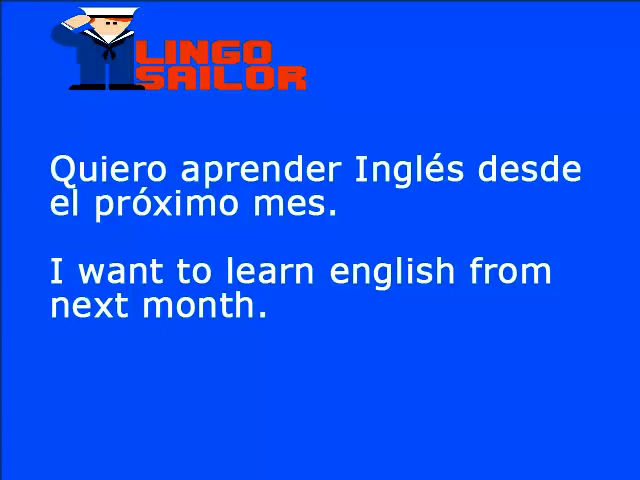 LINGO
SAILOR
Quiero aprender Inglés desde
el próximo mes.
I want to learn english from
next month.